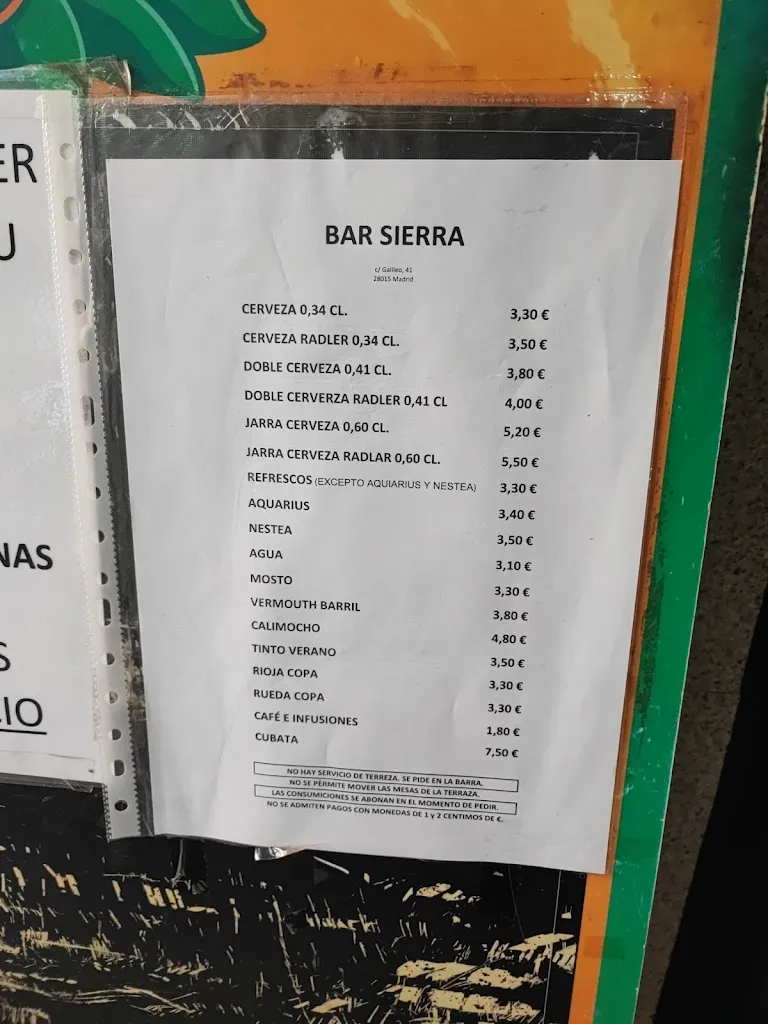 ER
U
NAS
S
CIO
BAR SIERRA
c/ Galileo, 41
28015 Madrid
CERVEZA 0,34 CL. 3,30 €
CERVEZA RADLER 0,34 CL. 3,50 €
DOBLE CERVEZA 0,41 CL. 3,80 €
DOBLE CERVERZA RADLER 0,41 CL 4,00 €
JARRA CERVEZA 0,60 CL. 5,20 €
JARRA CERVEZA RADLAR 0,60 CL. 5,50 €
REFRESCOS (EXCEPTO AQUIARIUS Y NESTEA) 3,30 €
AQUARIUS 3,40 €
NESTEA 3,50 €
AGUA 3,10 €
MOSTO 3,30 €
VERMOUTH BARRIL 3,80 €
CALIMOCHO 4,80 €
TINTO VERANO 3,50 €
RIOJA COPA 3,30 €
RUEDA COPA 3,30 €
CAFÉ E INFUSIONES 1,80 €
CUBATA 7,50 €
NO HAY SERVICIO DE TERREZA. SE PIDE EN LA BARRA.
NO SE PÈRMITE MOVER LAS MESAS DE LA TERRAZA.
LAS CONSUMICIONES SE ABONAN EN EL MOMENTO DE PEDIR.
NO SE ADMITEN PAGOS CON MONEDAS DE 1 y 2 CENTIMOS DE €.